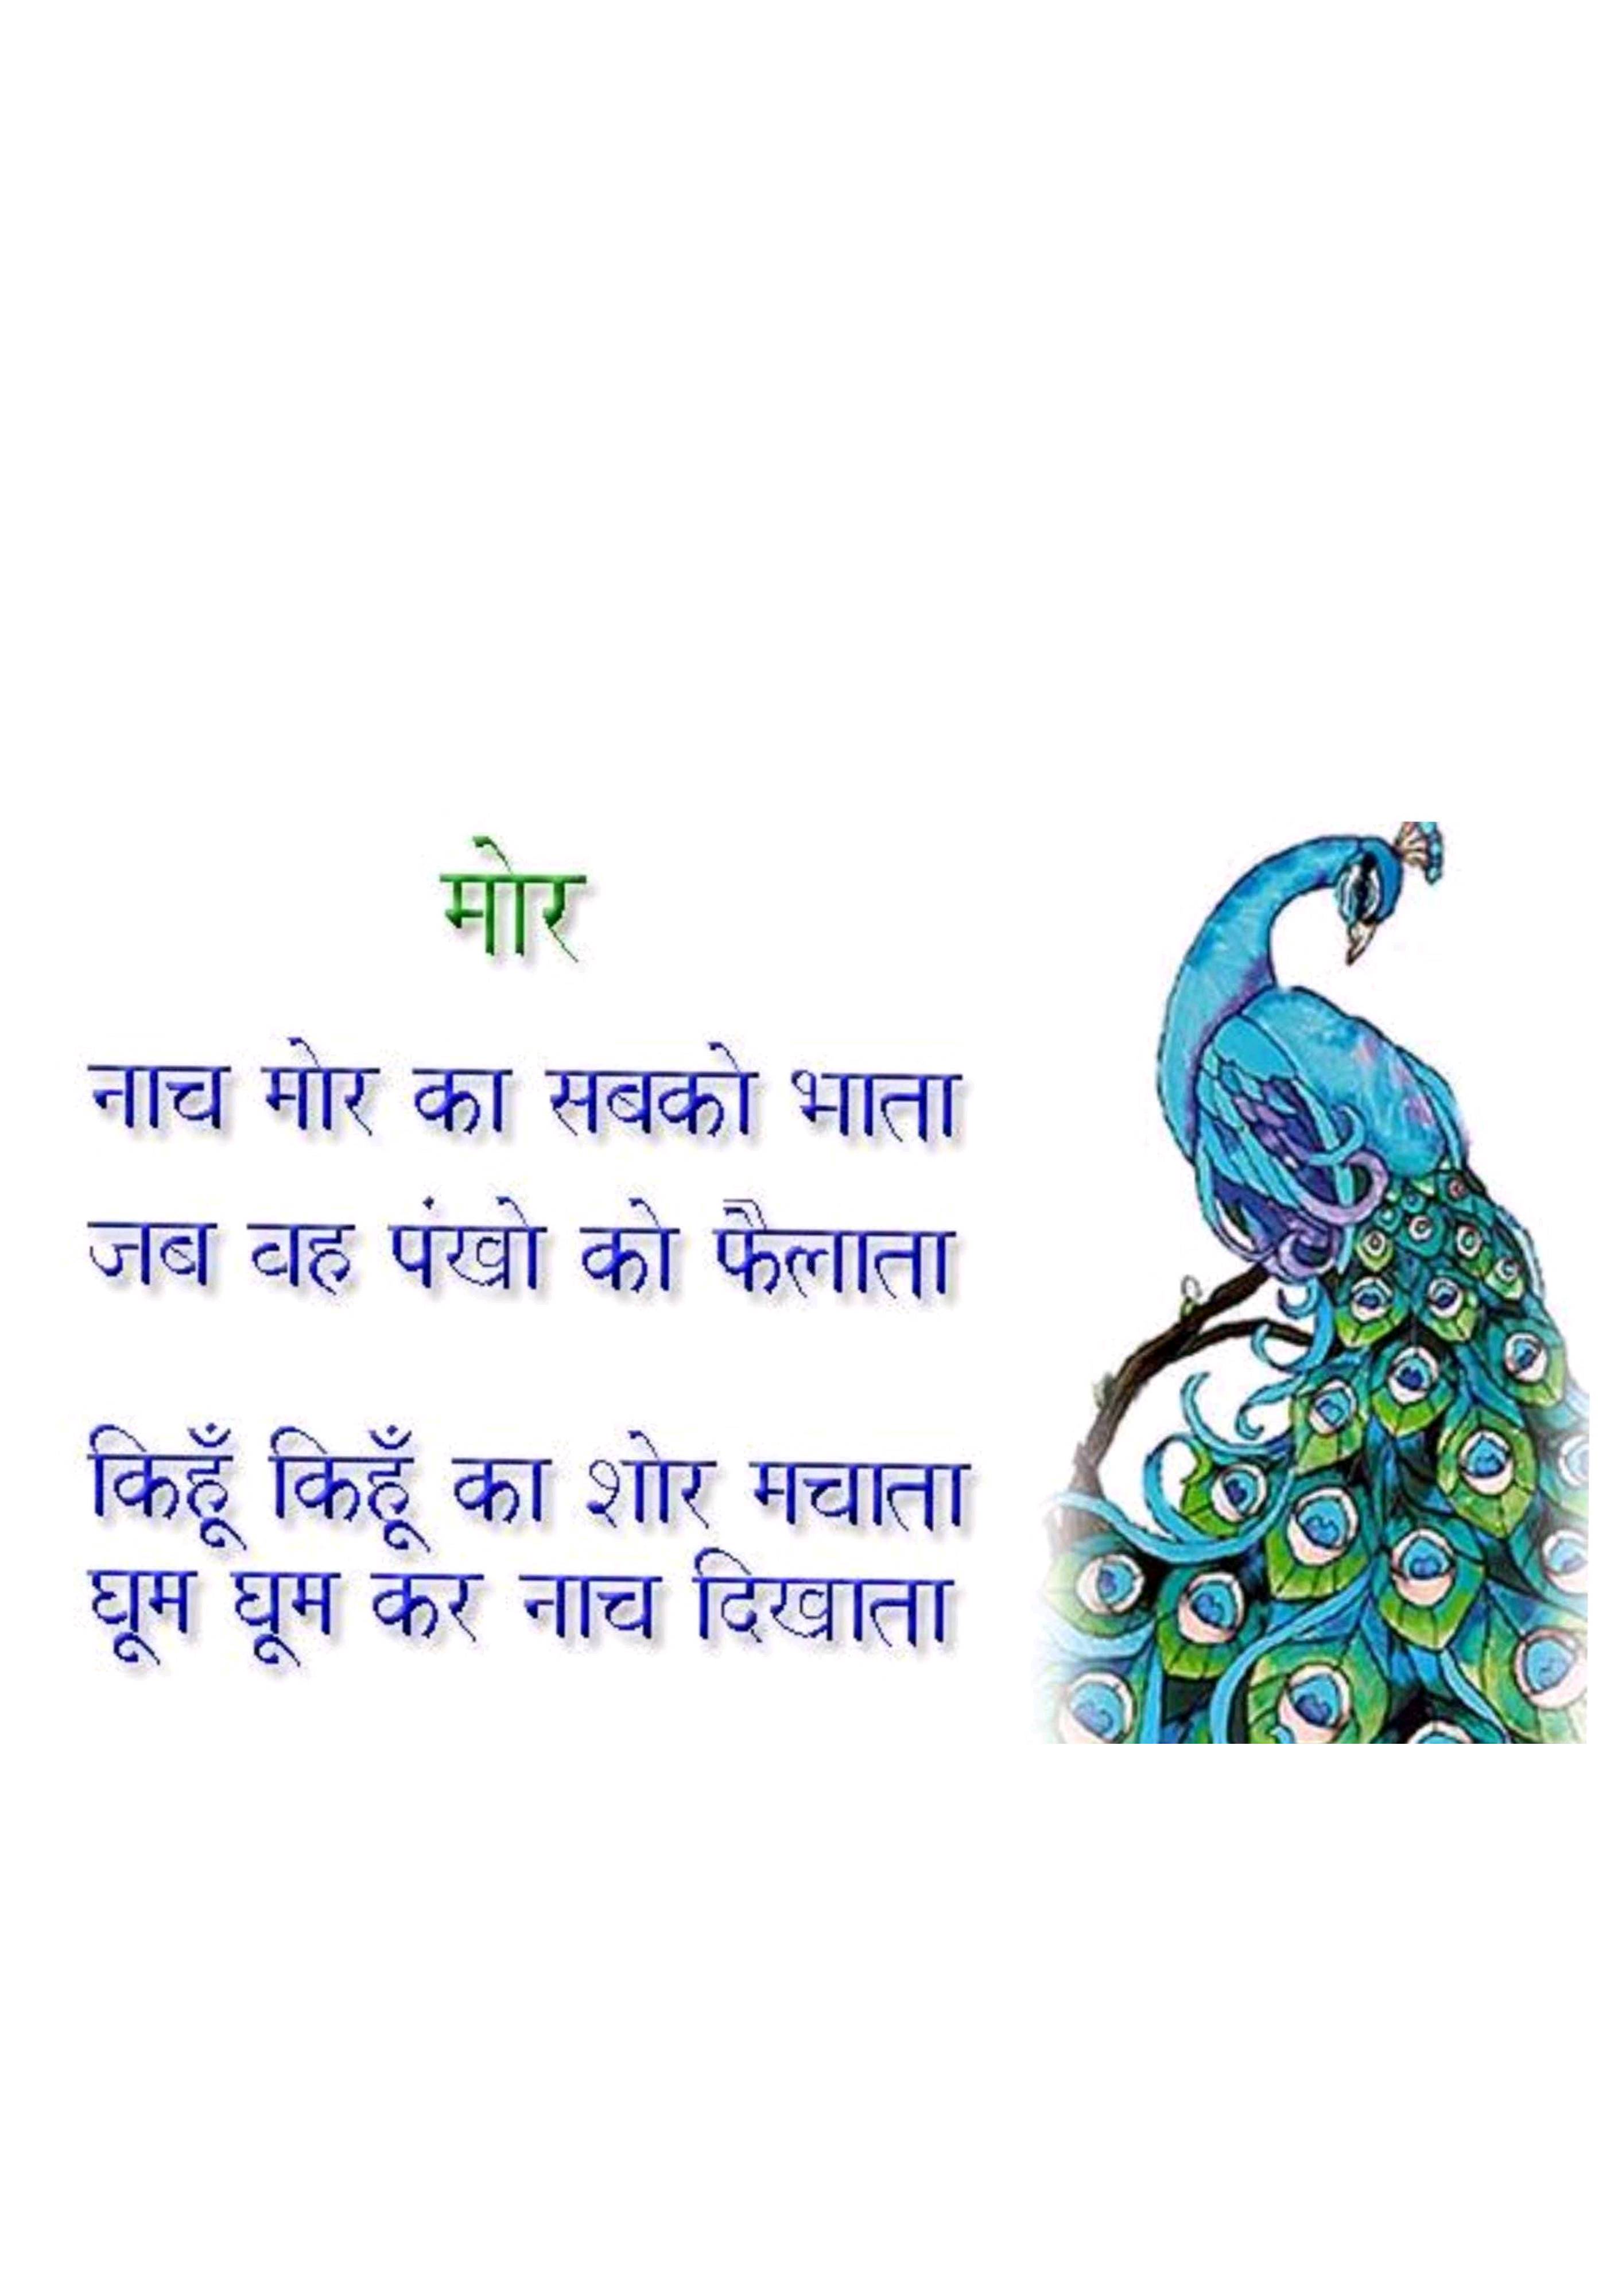 मोर
नाच मोर का सबको भाता
जब वह पंखो को फैलाता
किहूँ किहूँ का शोर मचाता
घूम घूम कर नाच दिखाता